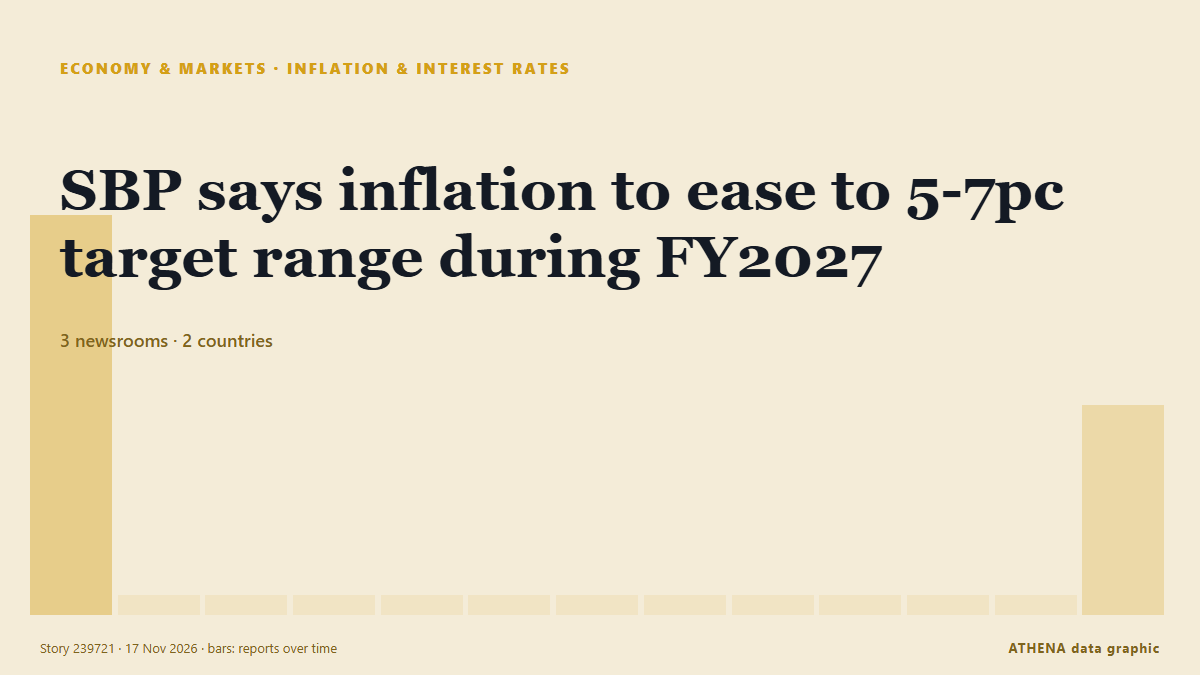 ECONOMY & MARKETS · INFLATION & INTEREST RATES
SBP says inflation to ease to 5-7pc
target range during FY2027
3 newsrooms · 2 countries
Story 239721 · 17 Nov 2026 · bars: reports over time
ATHENA data graphic